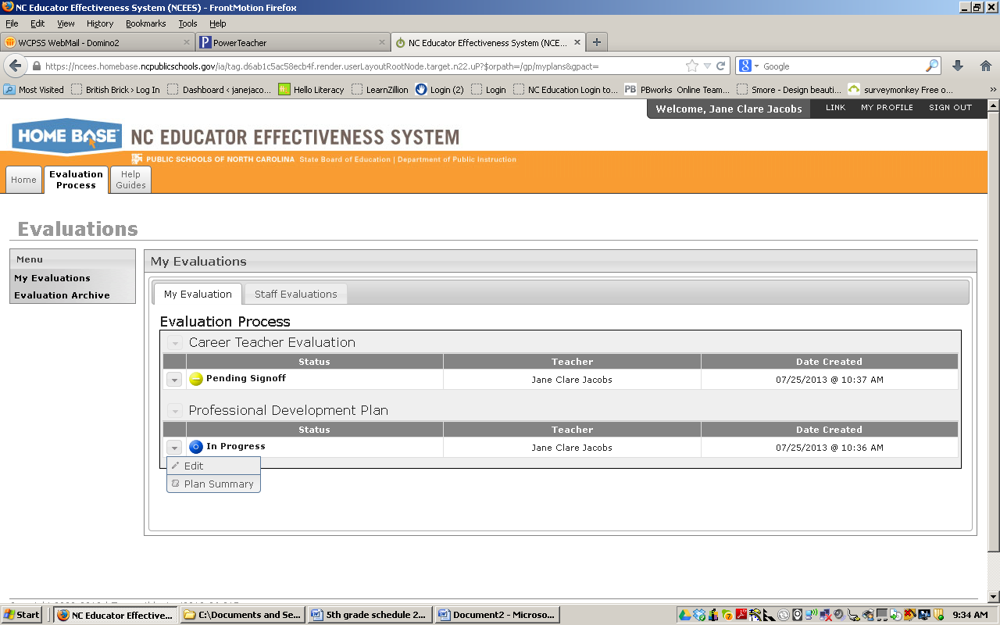 NC Educator Effectiveness System (NCEES) - FrontMotion Firefox
File Edit View History Bookmarks Tools Help
WCPSS WebMail - Domino2 PowerTeacher NC Educator Effectiveness System (NCE...
https://ncees.homebase.ncpublicschools.gov/ia/tag.d6ab1c5ac58ecb4f.render.userLayoutRootNode.target.n22.uP?$orpath=/gp/myplans&gpact= Google
Most Visited British Brick › Log In Dashboard ‹ janejaco... Hello Literacy LearnZillion Login (2) Login NC Education Login to... PB PBworks Online Team... Smore - Design beauti... surveymonkey Free o...
Welcome, Jane Clare Jacobs LINK MY PROFILE SIGN OUT
HOME BASE NC EDUCATOR EFFECTIVENESS SYSTEM
PUBLIC SCHOOLS OF NORTH CAROLINA State Board of Education | Department of Public Instruction
Home Evaluation Process Help Guides
Evaluations
Menu
My Evaluations
Evaluation Archive
My Evaluations
My Evaluation Staff Evaluations
Evaluation Process
Career Teacher Evaluation
Status Teacher Date Created
Pending Signoff Jane Clare Jacobs 07/25/2013 @ 10:37 AM
Professional Development Plan
Status Teacher Date Created
In Progress Jane Clare Jacobs 07/25/2013 @ 10:36 AM
Edit
Plan Summary
Start NC Educator Effective... C:\Documents and Se... 5th grade schedule 2... Document2 - Microso... 9:34 AM